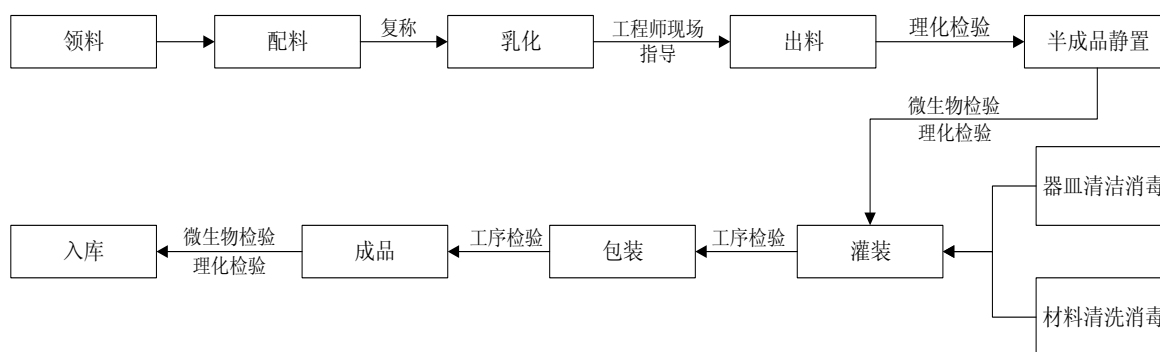 领料
配料
复称
乳化
工程师现场
指导
出料
理化检验
半成品静置
微生物检验
理化检验
器皿清洁消毒
入库
微生物检验
理化检验
成品
工序检验
包装
工序检验
灌装
材料清洗消毒